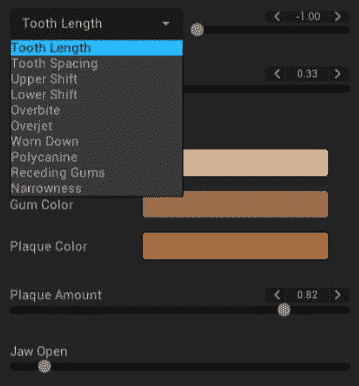 Tooth Length
-1.00
Tooth Length
Tooth Spacing
0.33
Upper Shift
Lower Shift
Overbite
Overjet
Worn Down
Polycanine
Receding Gums
Narrowness
Gum Color
Plaque Color
Plaque Amount
0.82
Jaw Open